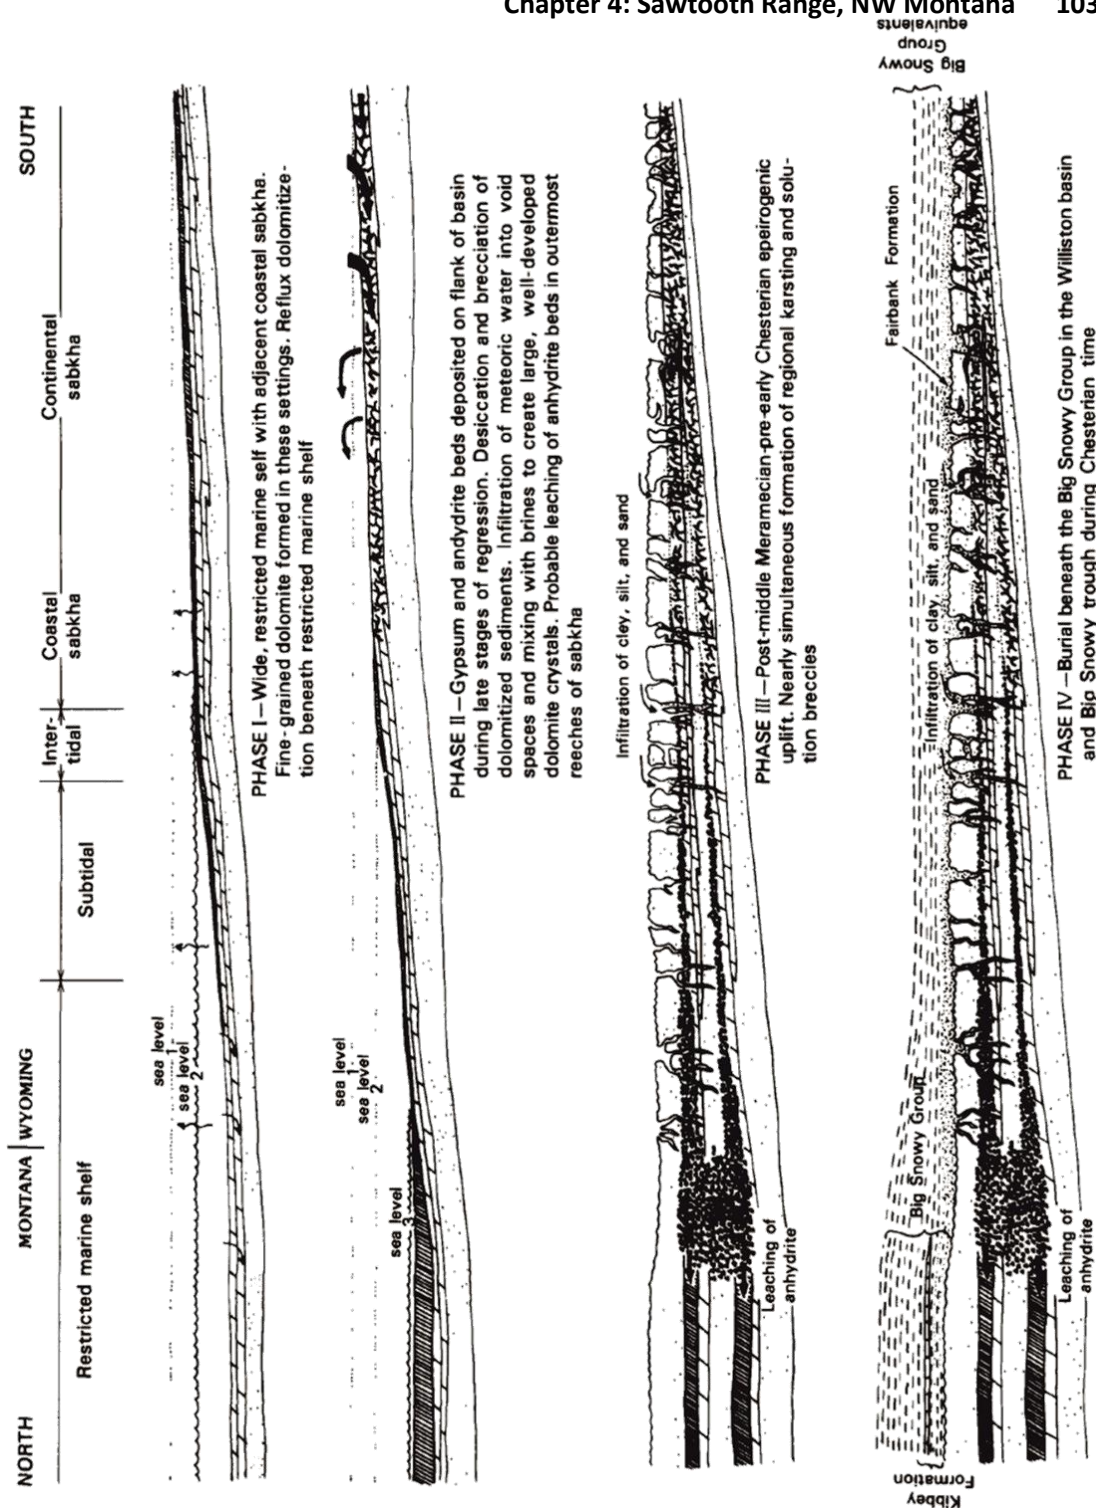 Chapter 4: Sawtooth Range, NW Montana 103
NORTH
MONTANA | WYOMING
SOUTH
Restricted marine shelf
Subtidal
Inter-
tidal
Coastal
sabkha
Continental
sabkha
sea level
1
sea level
2
PHASE I—Wide, restricted marine self with adjacent coastal sabkha.
Fine-grained dolomite formed in these settings. Reflux dolomitize-
tion beneath restricted marine shelf
sea level
1
sea level
2
sea level
3
PHASE II—Gypsum and andydrite beds deposited on flank of basin
during late stages of regression. Desiccation and brecciation of
dolomitized sediments. Infiltration of meteoric water into void
spaces and mixing with brines to create large, well-developed
dolomite crystals. Probable leaching of anhydrite beds in outermost
reeches of sabkha
Infiltration of cley, silt, and sand
Leaching of
anhydrite
PHASE III—Post-middle Meramecian-pre-early Chesterian epeirogenic
uplift. Nearly simultaneous formation of regional karsting and solu-
tion breccies
Kibbey
Formation
Big Snowy Group
Infiltration of clay, silt, and sand
Fairbank Formation
Big Snowy
Group
equivalents
Leaching of
anhydrite
PHASE IV—Burial beneath the Big Snowy Group in the Williston basin
and Big Snowy trough during Chesterian time